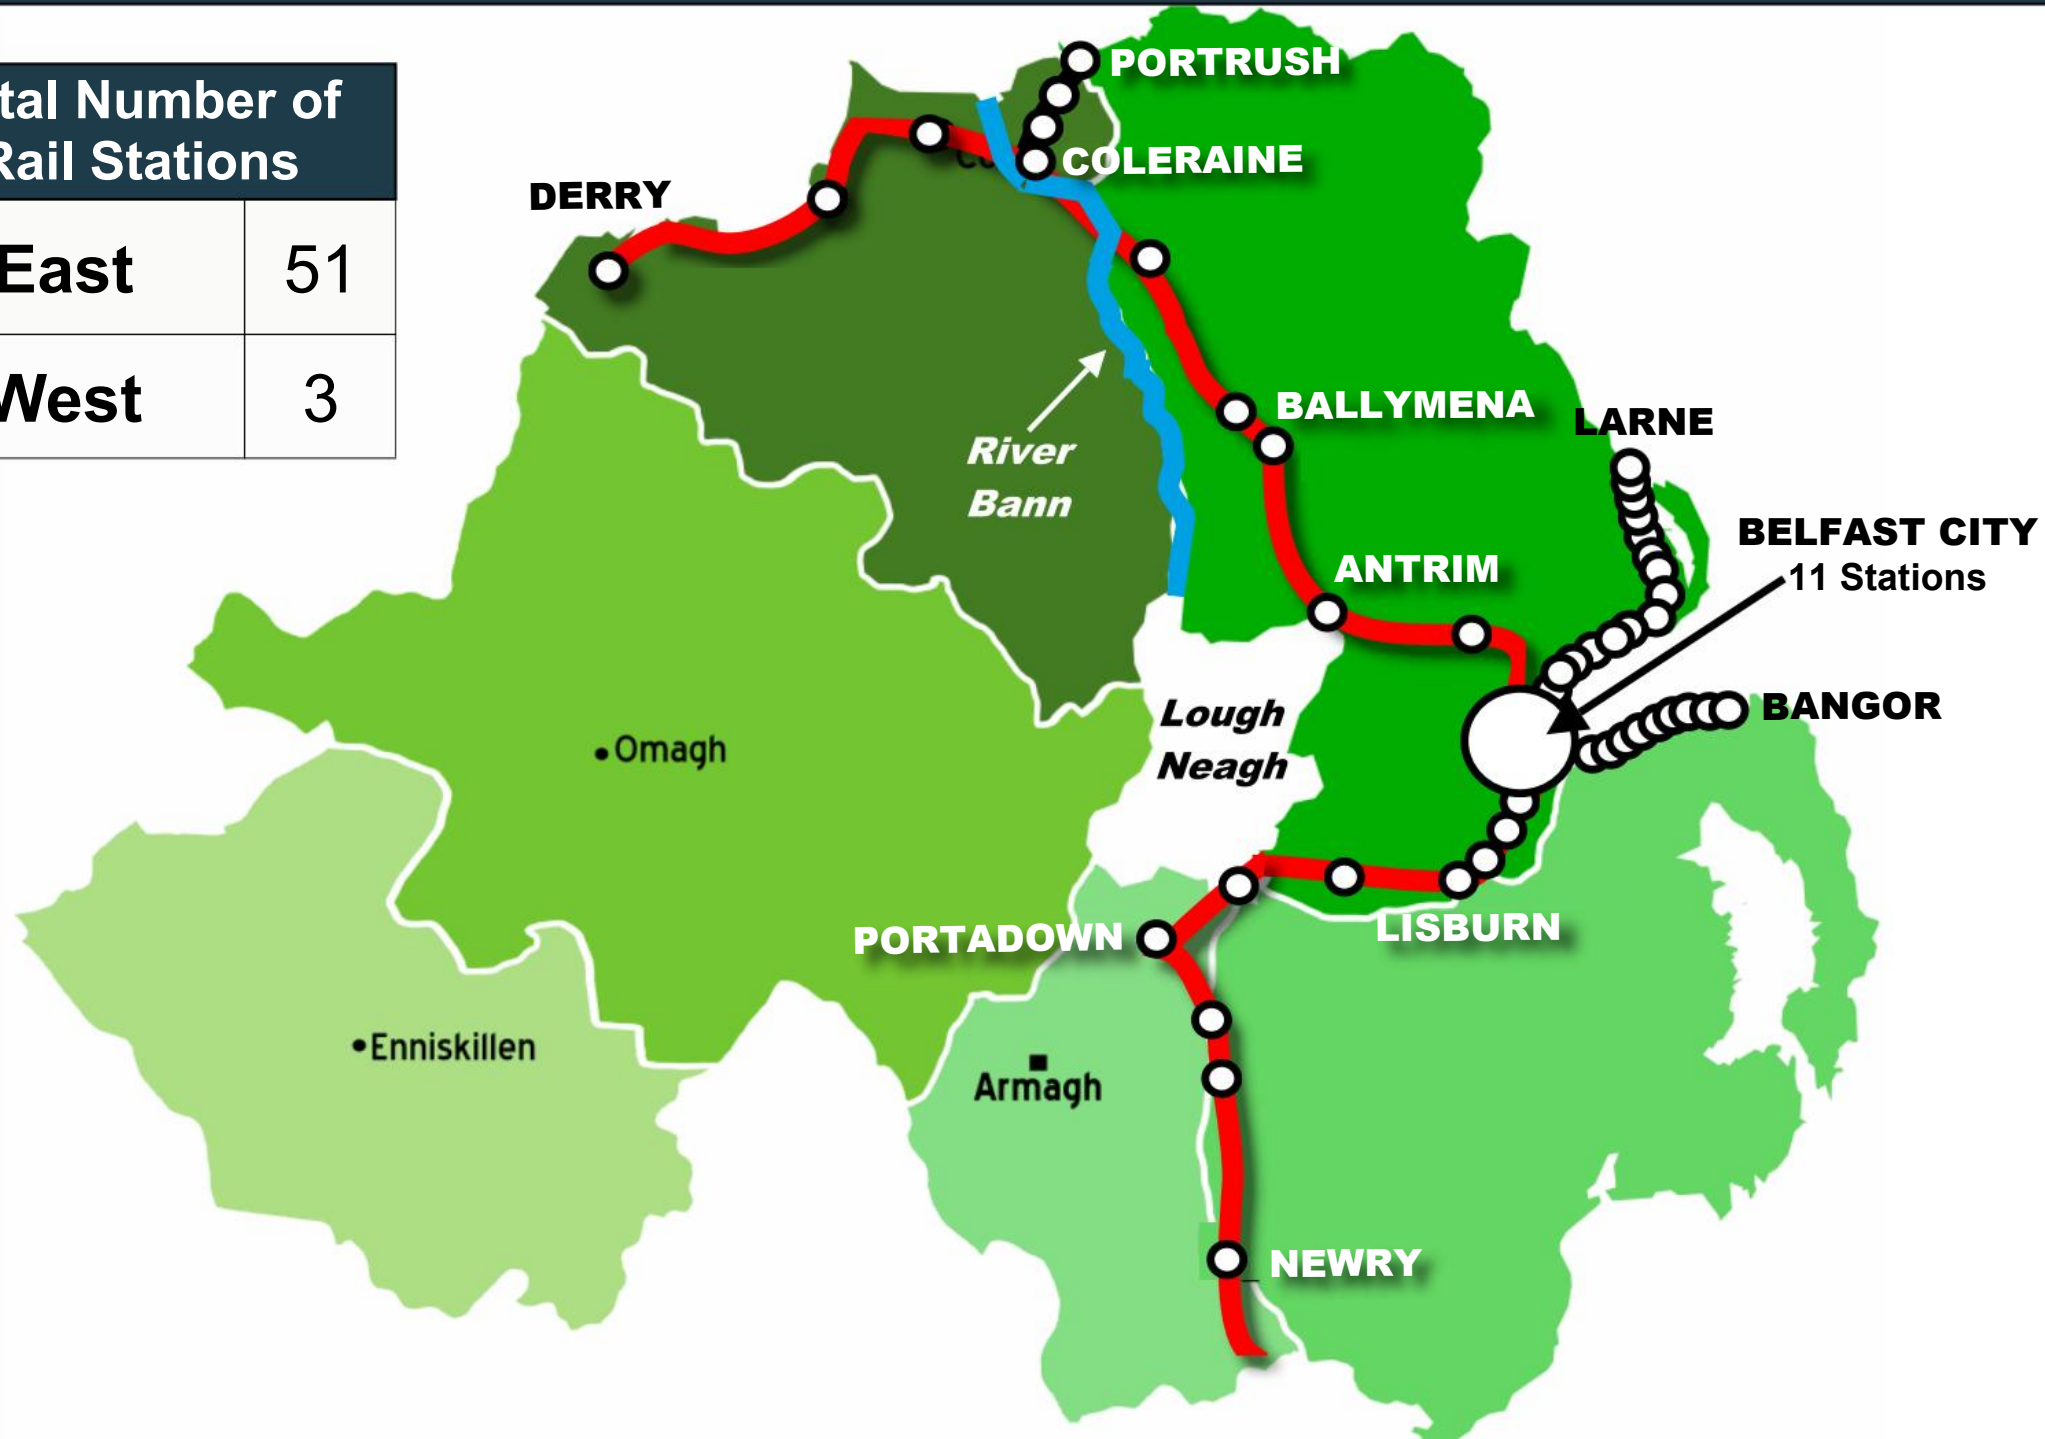 tal Number of
Rail Stations
East 51
West 3
PORTRUSH
COLERAINE
DERRY
BALLYMENA
LARNE
River
Bann
BELFAST CITY
11 Stations
ANTRIM
BANGOR
Lough
Neagh
Omagh
LISBURN
PORTADOWN
Enniskillen
Armagh
NEWRY